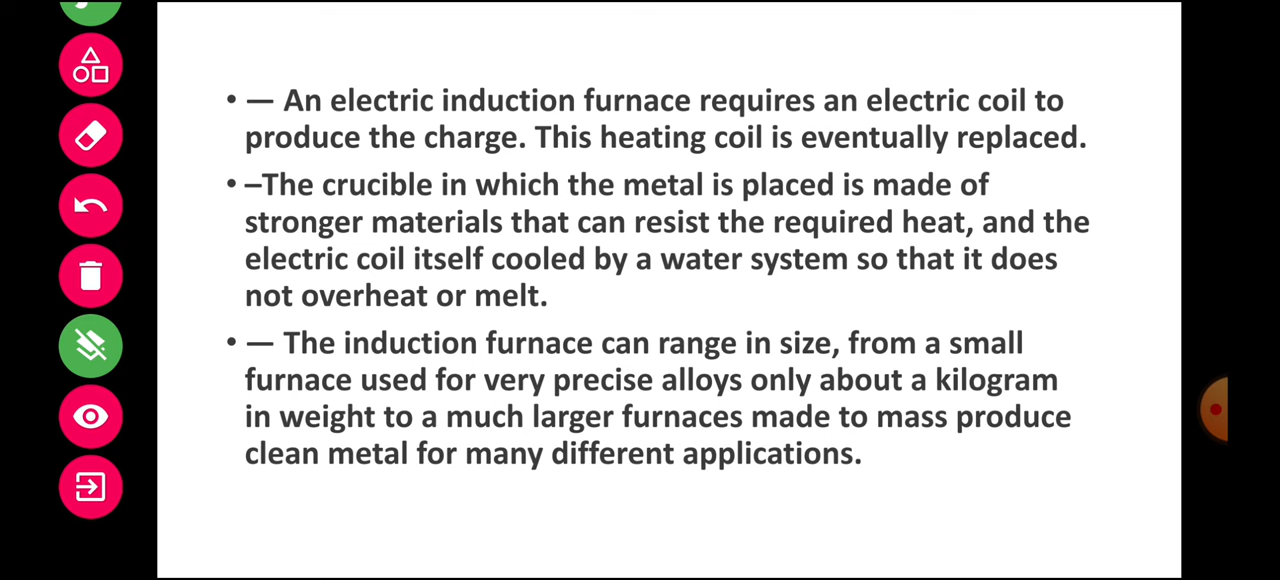 • — An electric induction furnace requires an electric coil to
produce the charge. This heating coil is eventually replaced.
• –The crucible in which the metal is placed is made of
stronger materials that can resist the required heat, and the
electric coil itself cooled by a water system so that it does
not overheat or melt.
• — The induction furnace can range in size, from a small
furnace used for very precise alloys only about a kilogram
in weight to a much larger furnaces made to mass produce
clean metal for many different applications.